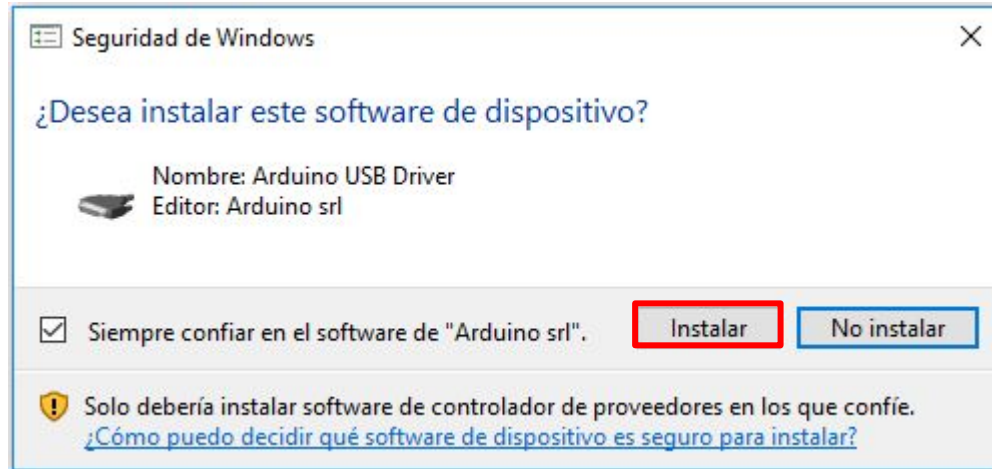 Seguridad de Windows
¿Desea instalar este software de dispositivo?
Nombre: Arduino USB Driver
Editor: Arduino srl
Siempre confiar en el software de "Arduino srl".
Instalar
No instalar
Solo debería instalar software de controlador de proveedores en los que confíe.
¿Cómo puedo decidir qué software de dispositivo es seguro para instalar?